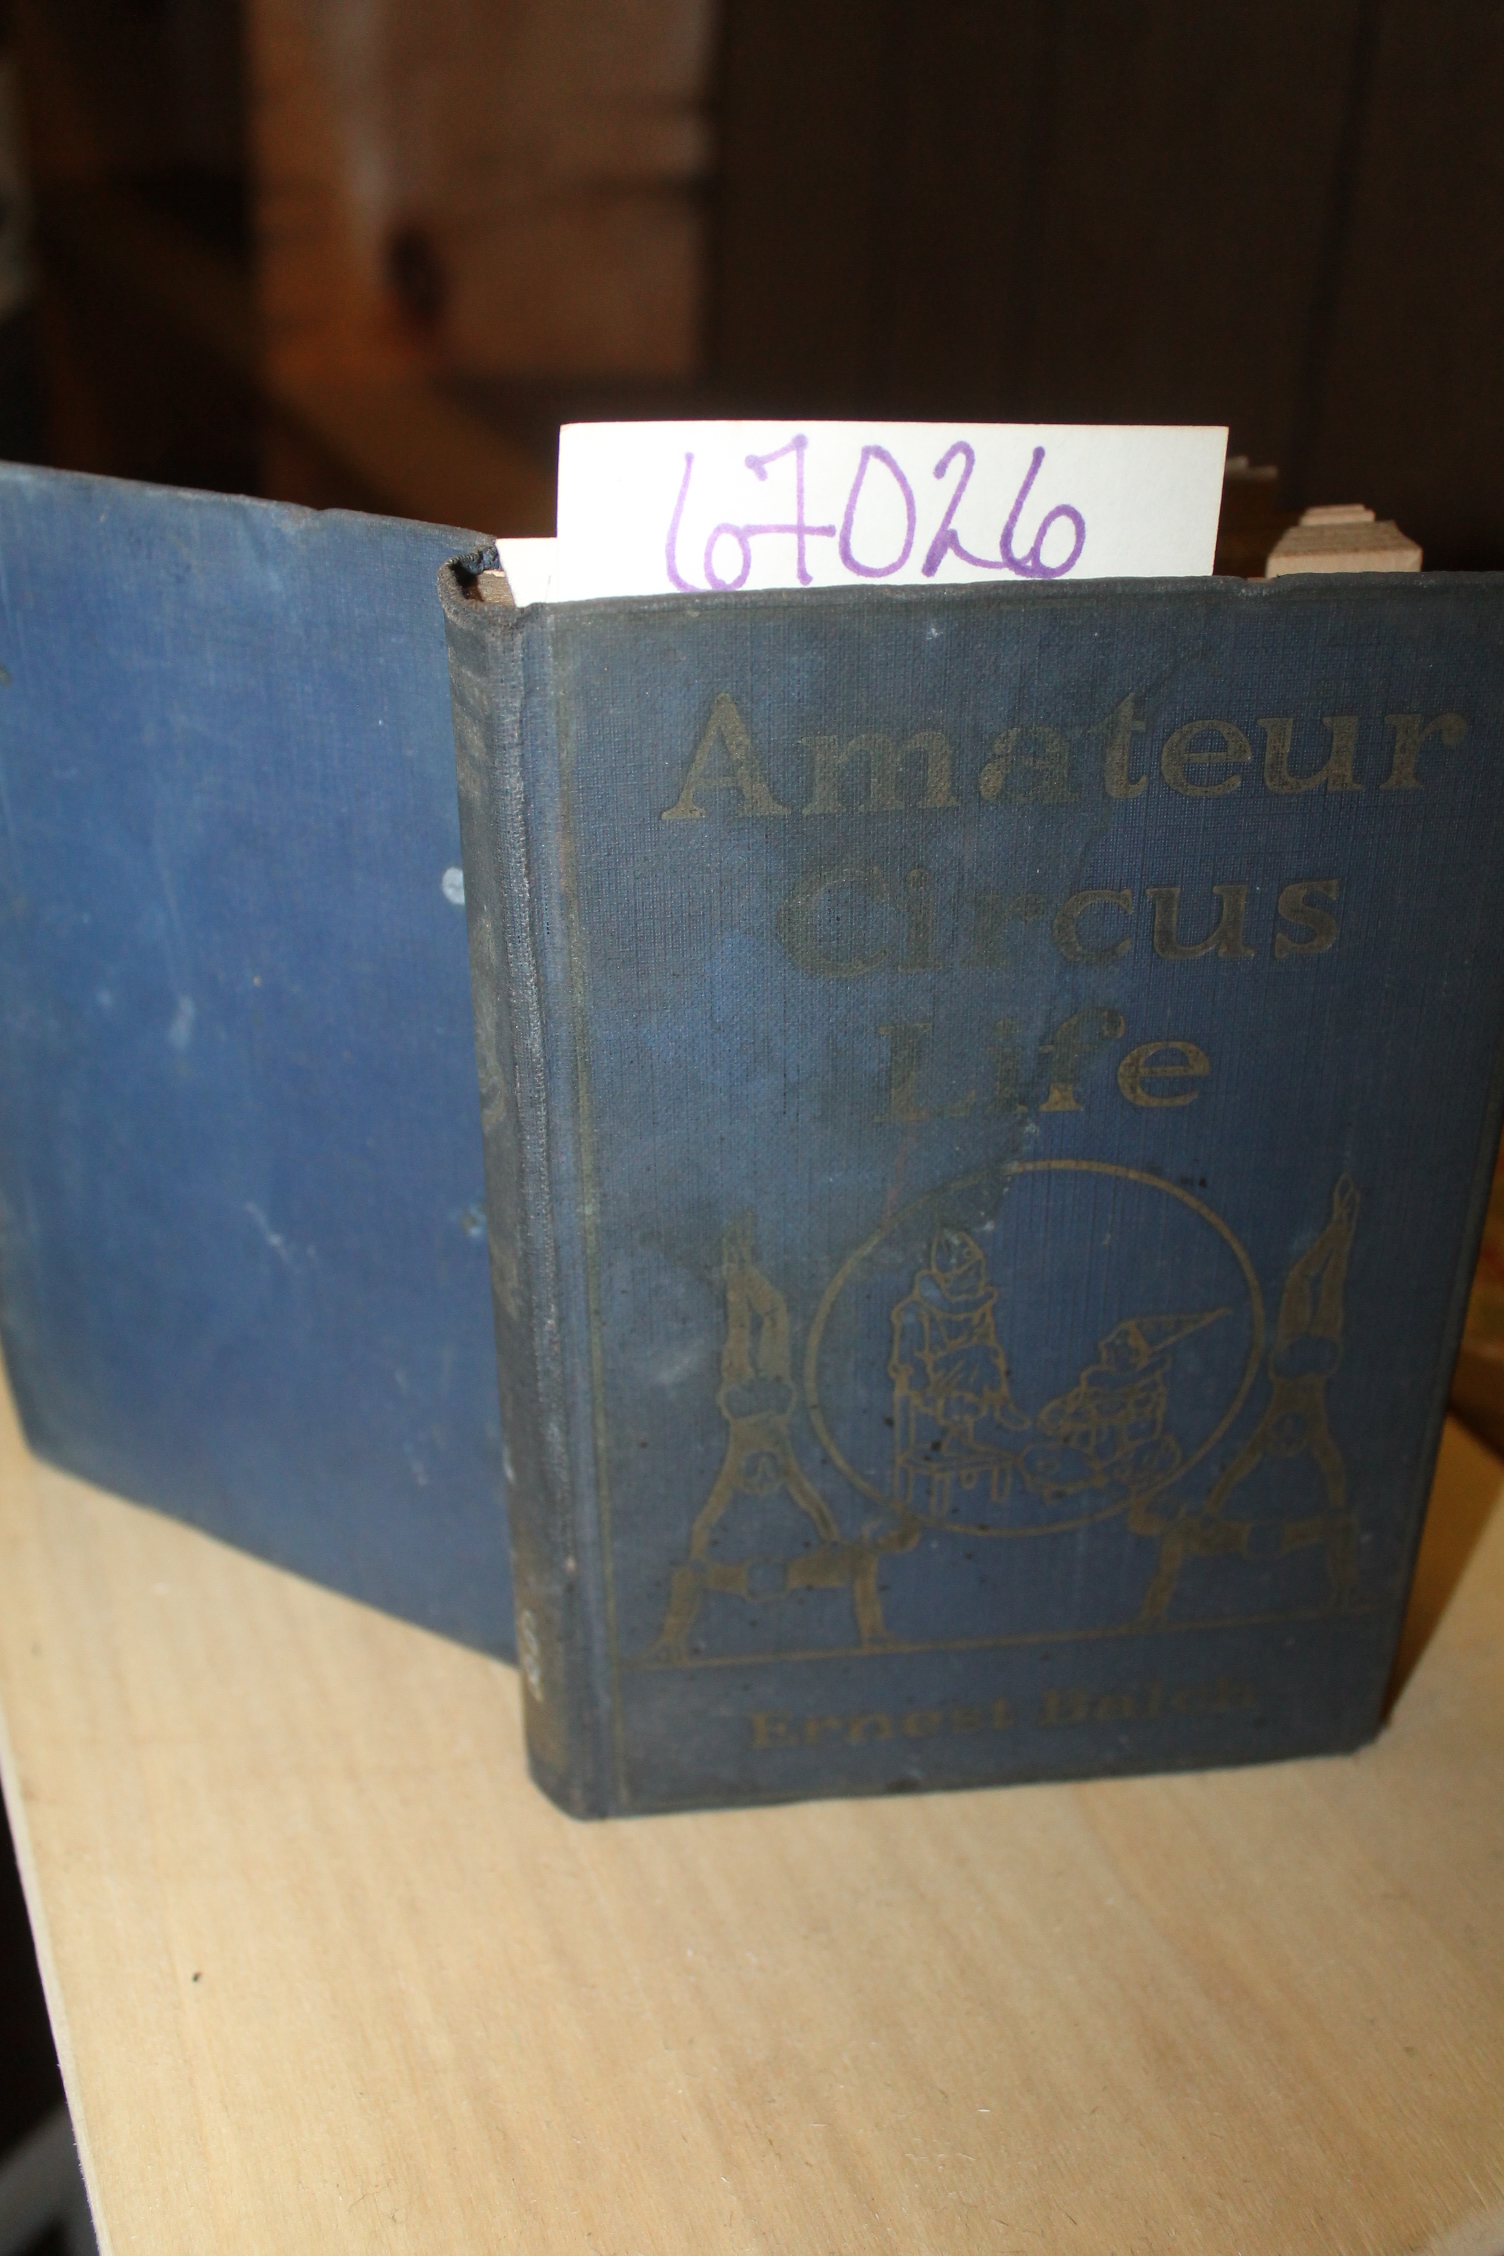 67026
Amateur
Circus
Life
Ernest Balch